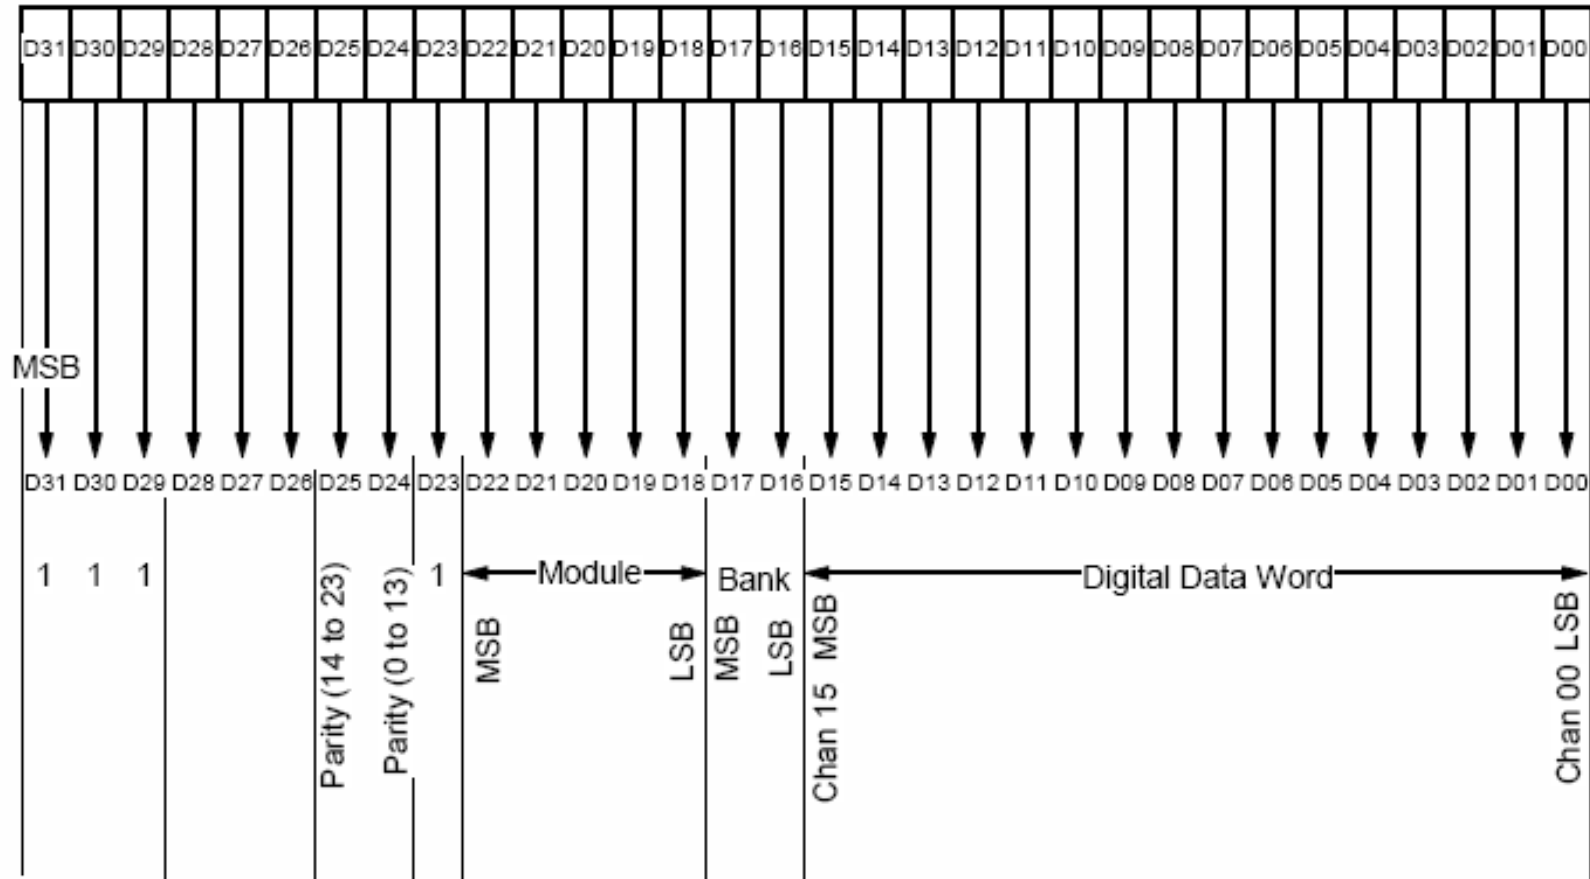 D31 D30 D29 D28 D27 D26 D25 D24 D23 D22 D21 D20 D19 D18 D17 D16 D15 D14 D13 D12 D11 D10 D09 D08 D07 D06 D05 D04 D03 D02 D01 D00
MSB
D31 D30 D29 D28 D27 D26 D25 D24 D23 D22 D21 D20 D19 D18 D17 D16 D15 D14 D13 D12 D11 D10 D09 D08 D07 D06 D05 D04 D03 D02 D01 D00
1 1 1
Parity (14 to 23)
Parity (0 to 13)
1
Module
MSB
LSB
Bank
MSB
LSB
Digital Data Word
Chan 15 MSB
Chan 00 LSB